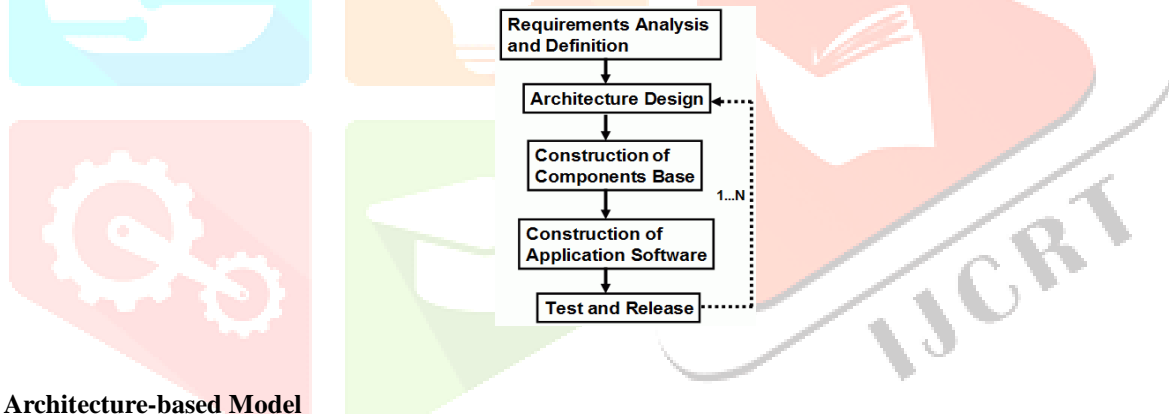 Requirements Analysis
and Definition
Architecture Design
Construction of
Components Base
1...N
Construction of
Application Software
Test and Release
IJCRT
Architecture-based Model